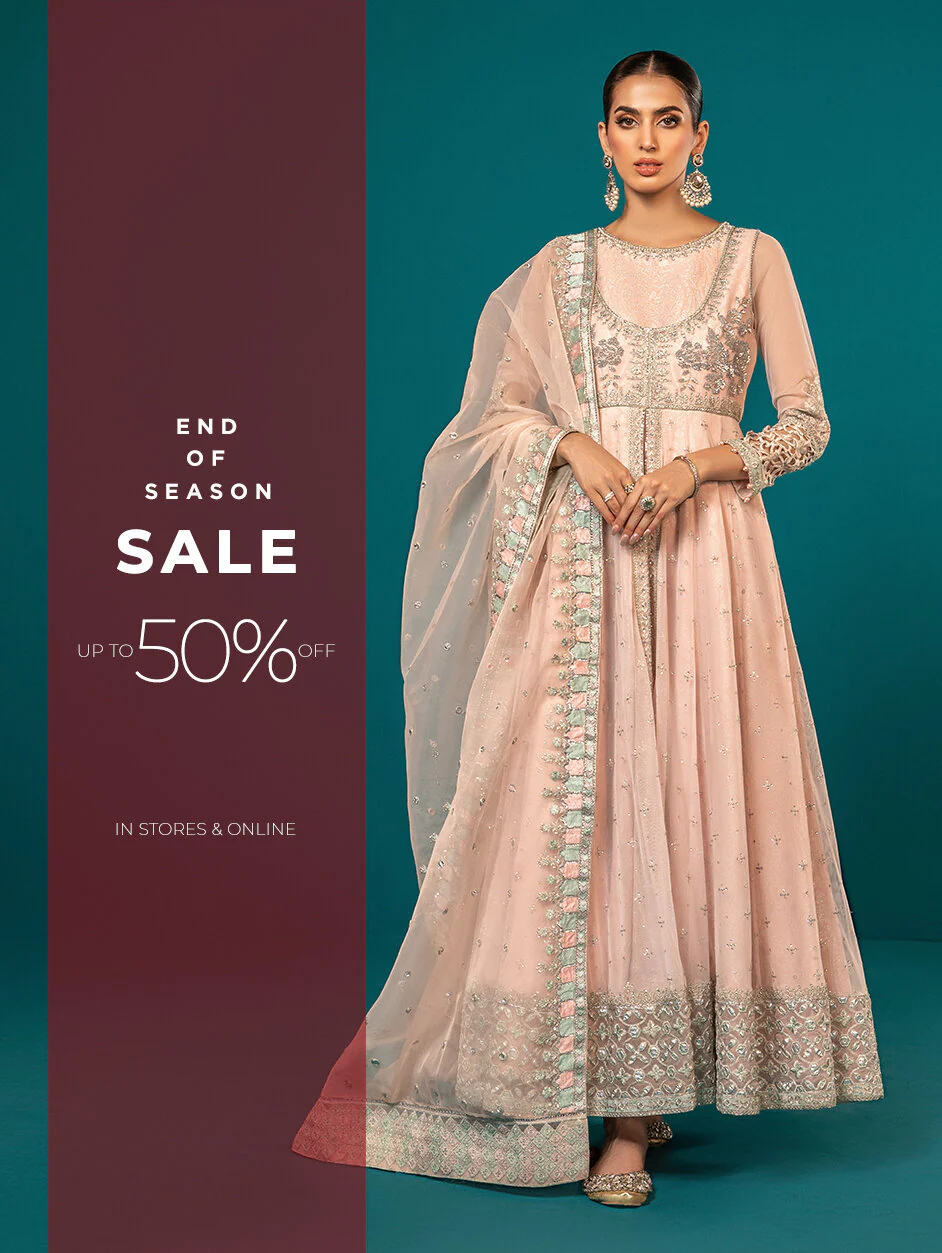 END
OF
SEASON
SALE
UP TO 50% OFF
IN STORES & ONLINE